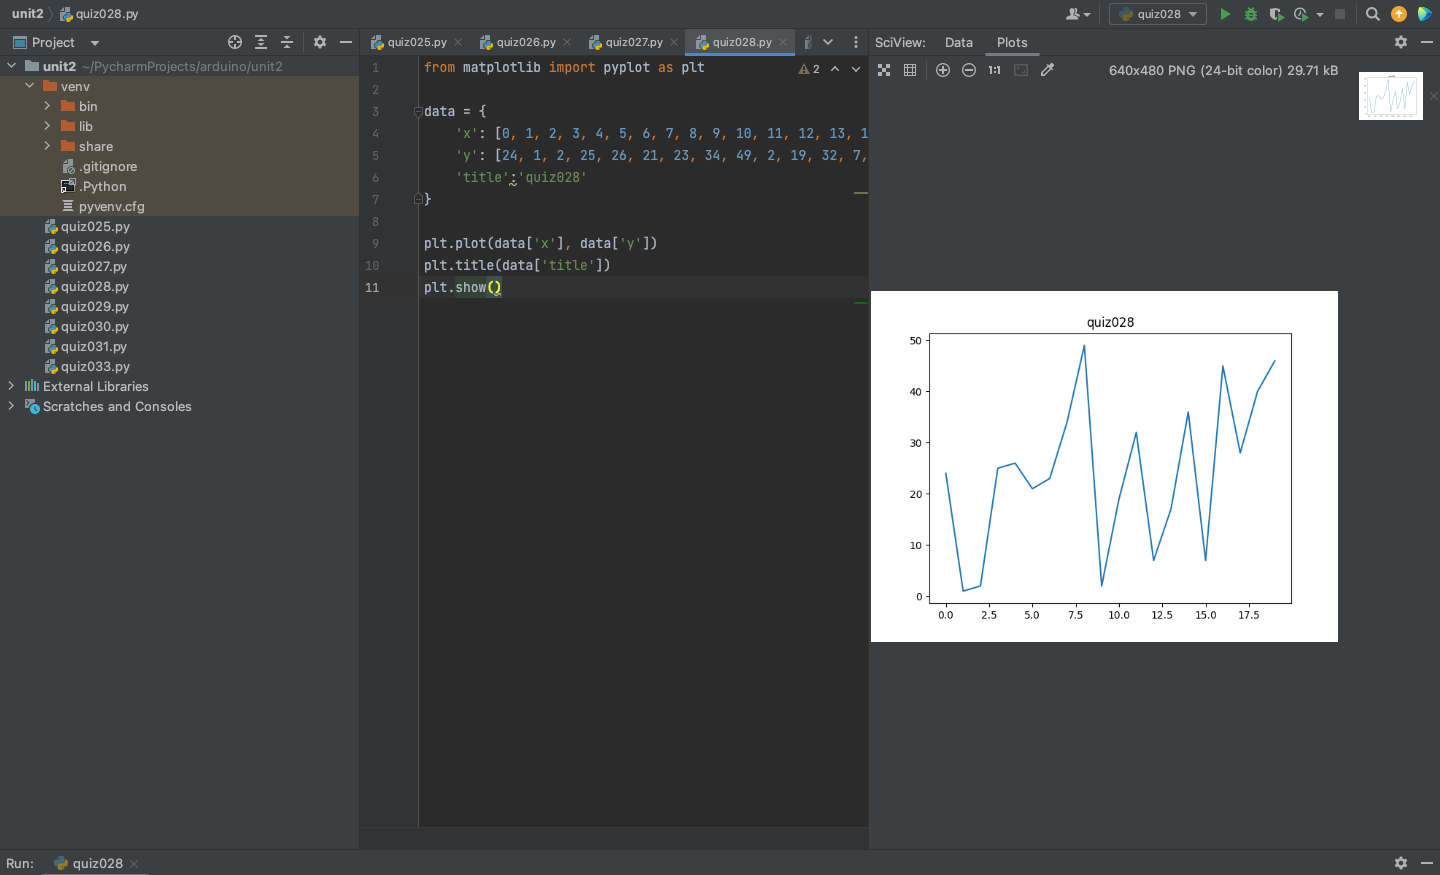 unit2 quiz028.py
quiz028
Project
quiz025.py quiz026.py quiz027.py quiz028.py
SciView: Data Plots
unit2 ~/PycharmProjects/arduino/unit2
venv
bin
lib
share
.gitignore
.Python
pyvenv.cfg
quiz025.py
quiz026.py
quiz027.py
quiz028.py
quiz029.py
quiz030.py
quiz031.py
quiz033.py
External Libraries
Scratches and Consoles
1 from matplotlib import pyplot as plt
2
3 data = {
4 'x': [0, 1, 2, 3, 4, 5, 6, 7, 8, 9, 10, 11, 12, 13, 1
5 'y': [24, 1, 2, 25, 26, 21, 23, 34, 49, 2, 19, 32, 7,
6 'title':'quiz028'
7 }
8
9 plt.plot(data['x'], data['y'])
10 plt.title(data['title'])
11 plt.show()
2
1:1 640x480 PNG (24-bit color) 29.71 kB
quiz028
50
40
30
20
10
0
0.0 2.5 5.0 7.5 10.0 12.5 15.0 17.5
Run: quiz028